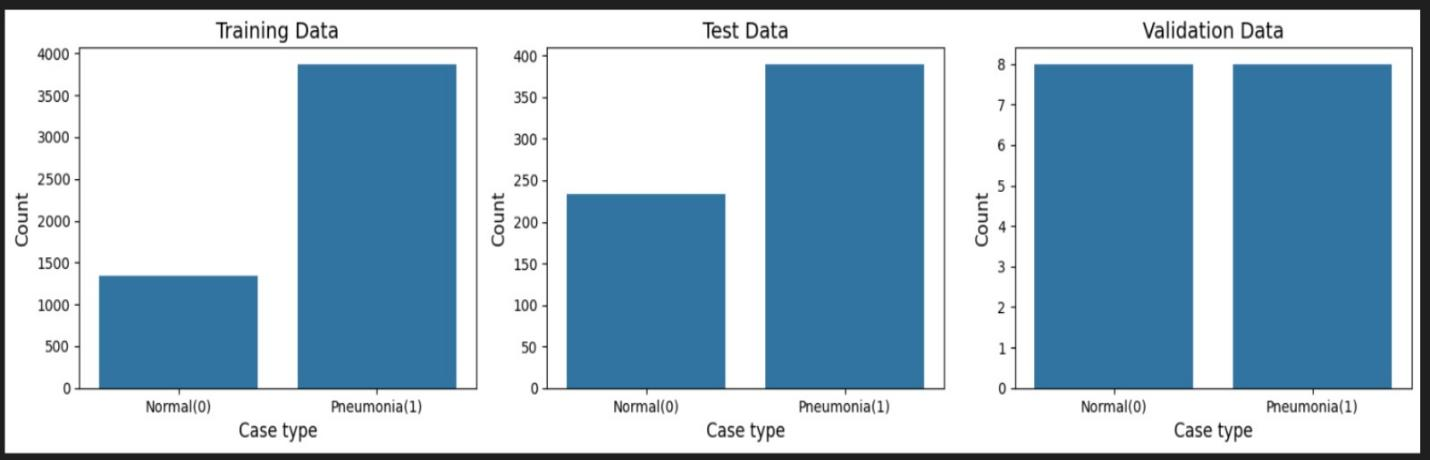 Training Data
4000
3500
3000
2500
2000
1500
1000
500
0
Count
Normal(0)
Pneumonia(1)
Case type
Test Data
400
350
300
250
200
150
100
50
0
Count
Normal(0)
Pneumonia(1)
Case type
Validation Data
8
7
6
5
4
3
2
1
0
Count
Normal(0)
Pneumonia(1)
Case type